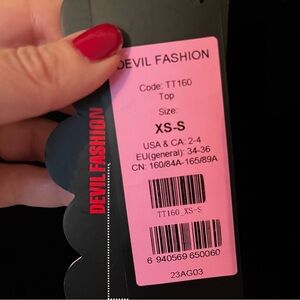 DEVIL FASHION
DEVIL FASHION
Code: TT160
Top
Size:
XS-S
USA & CA: 2-4
EU(general): 34-36
CN: 160/84A-165/89A
TT160_XS-S
6 940569 650060
23AG03